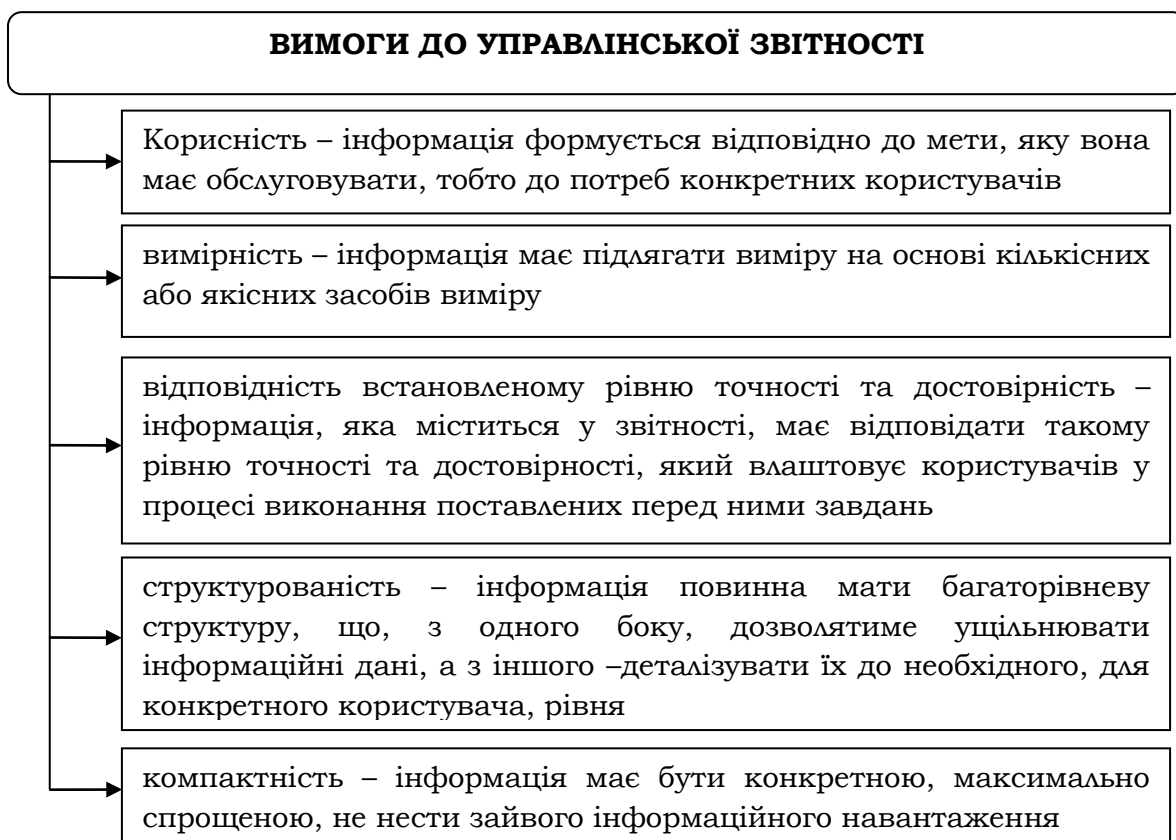 ВИМОГИ ДО УПРАВЛІНСЬКОЇ ЗВІТНОСТІ
Корисність – інформація формується відповідно до мети, яку вона
має обслуговувати, тобто до потреб конкретних користувачів
вимірність – інформація має підлягати виміру на основі кількісних
або якісних засобів виміру
відповідність встановленому рівню точності та достовірність –
інформація, яка міститься у звітності, має відповідати такому
рівню точності та достовірності, який влаштовує користувачів у
процесі виконання поставлених перед ними завдань
структурованість – інформація повинна мати багаторівневу
структуру, що, з одного боку, дозволятиме ущільнювати
інформаційні дані, а з іншого –деталізувати їх до необхідного, для
конкретного користувача, рівня
компактність – інформація має бути конкретною, максимально
спрощеною, не нести зайвого інформаційного навантаження